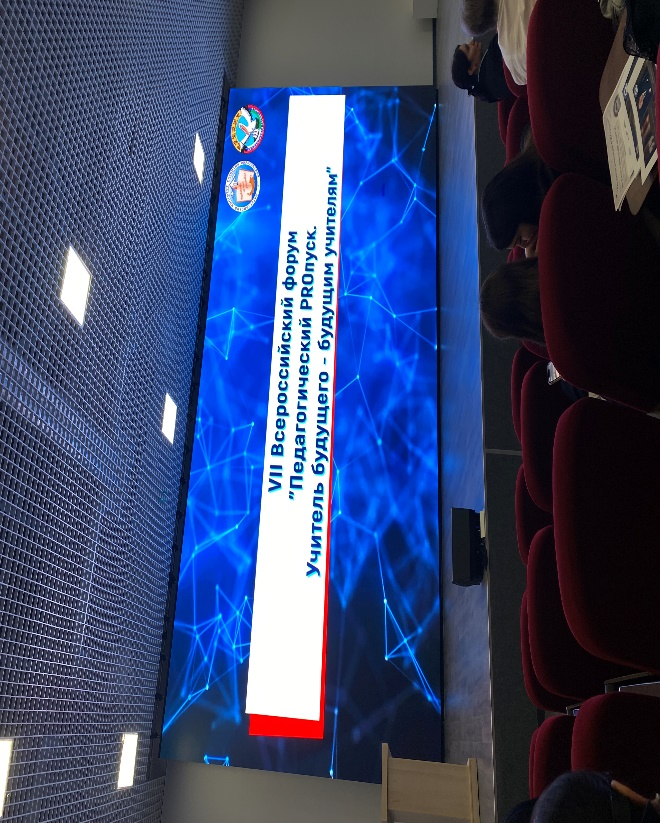 VII Всероссийский форум
"Педагогический PROпуск.
Учитель будущего - будущим учителям"